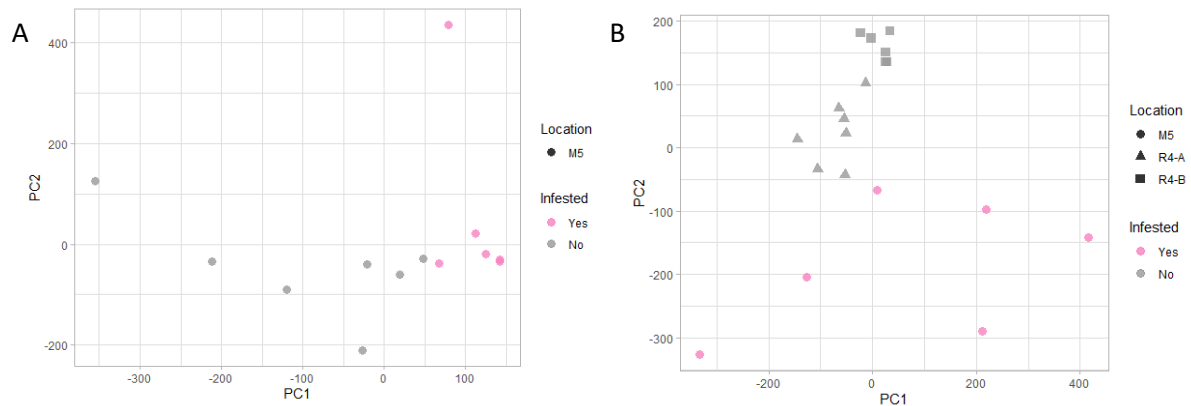 A
400
200
0
-200
PC2
-300
-200
-100
0
100
PC1
Location
M5
Infested
Yes
No
B
200
100
0
-100
-200
-300
PC2
-200
0
200
400
PC1
Location
M5
R4-A
R4-B
Infested
Yes
No